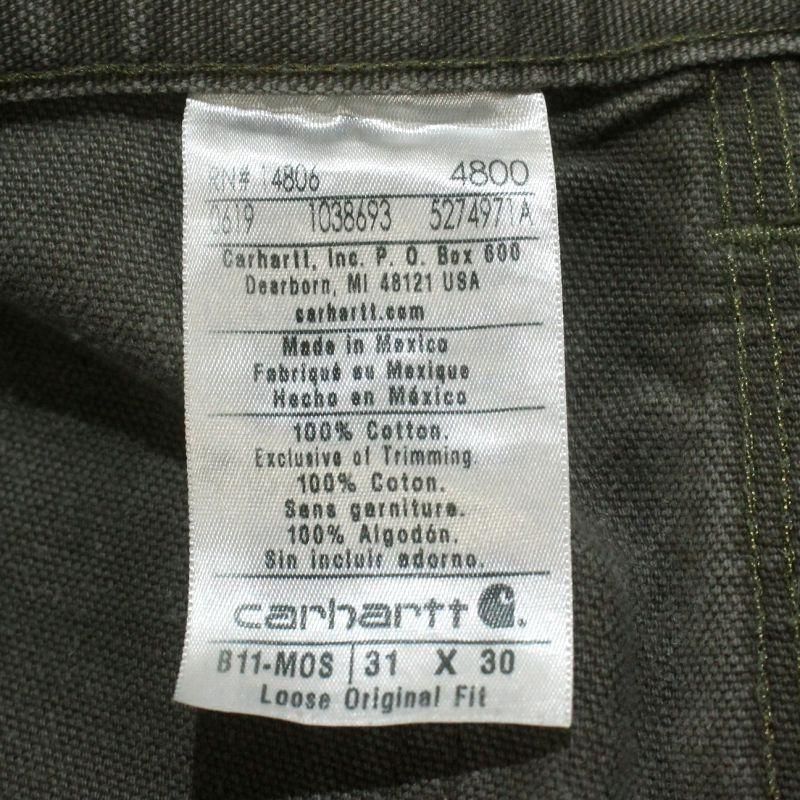 RN# 14806 4800
0619 1038693 5274971A
Carhartt, Inc. P. O. Box 600
Dearborn, MI 48121 USA
carhartt.com
Made in Mexico
Fabriqué au Mexique
Hecho en México
100% Cotton.
Exclusive of Trimming.
100% Coton.
Sans garniture.
100% Algodón.
Sin incluir adorno.
carhartt
B11-MOS 31 X 30
Loose Original Fit